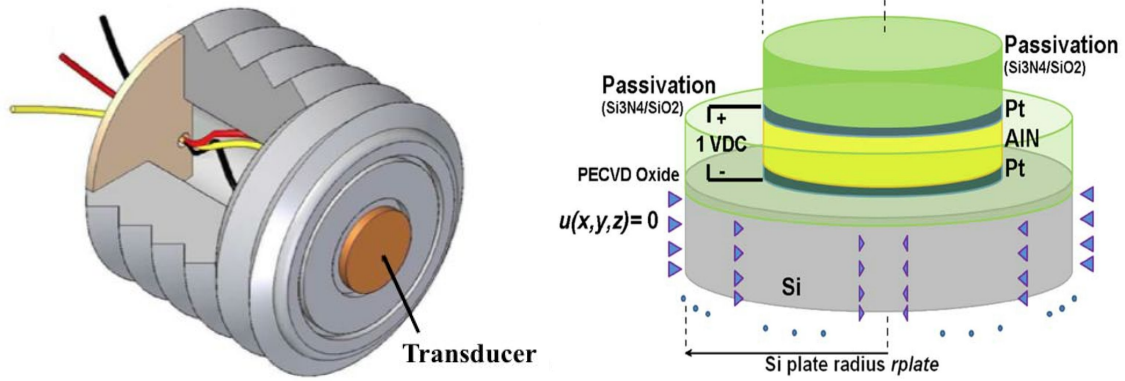 Transducer
Passivation
(Si3N4/SiO2)
Passivation
(Si3N4/SiO2)
Pt
+
1 VDC
AlN
-
Pt
PECVD Oxide
u(x,y,z)= 0
Si
Si plate radius rplate